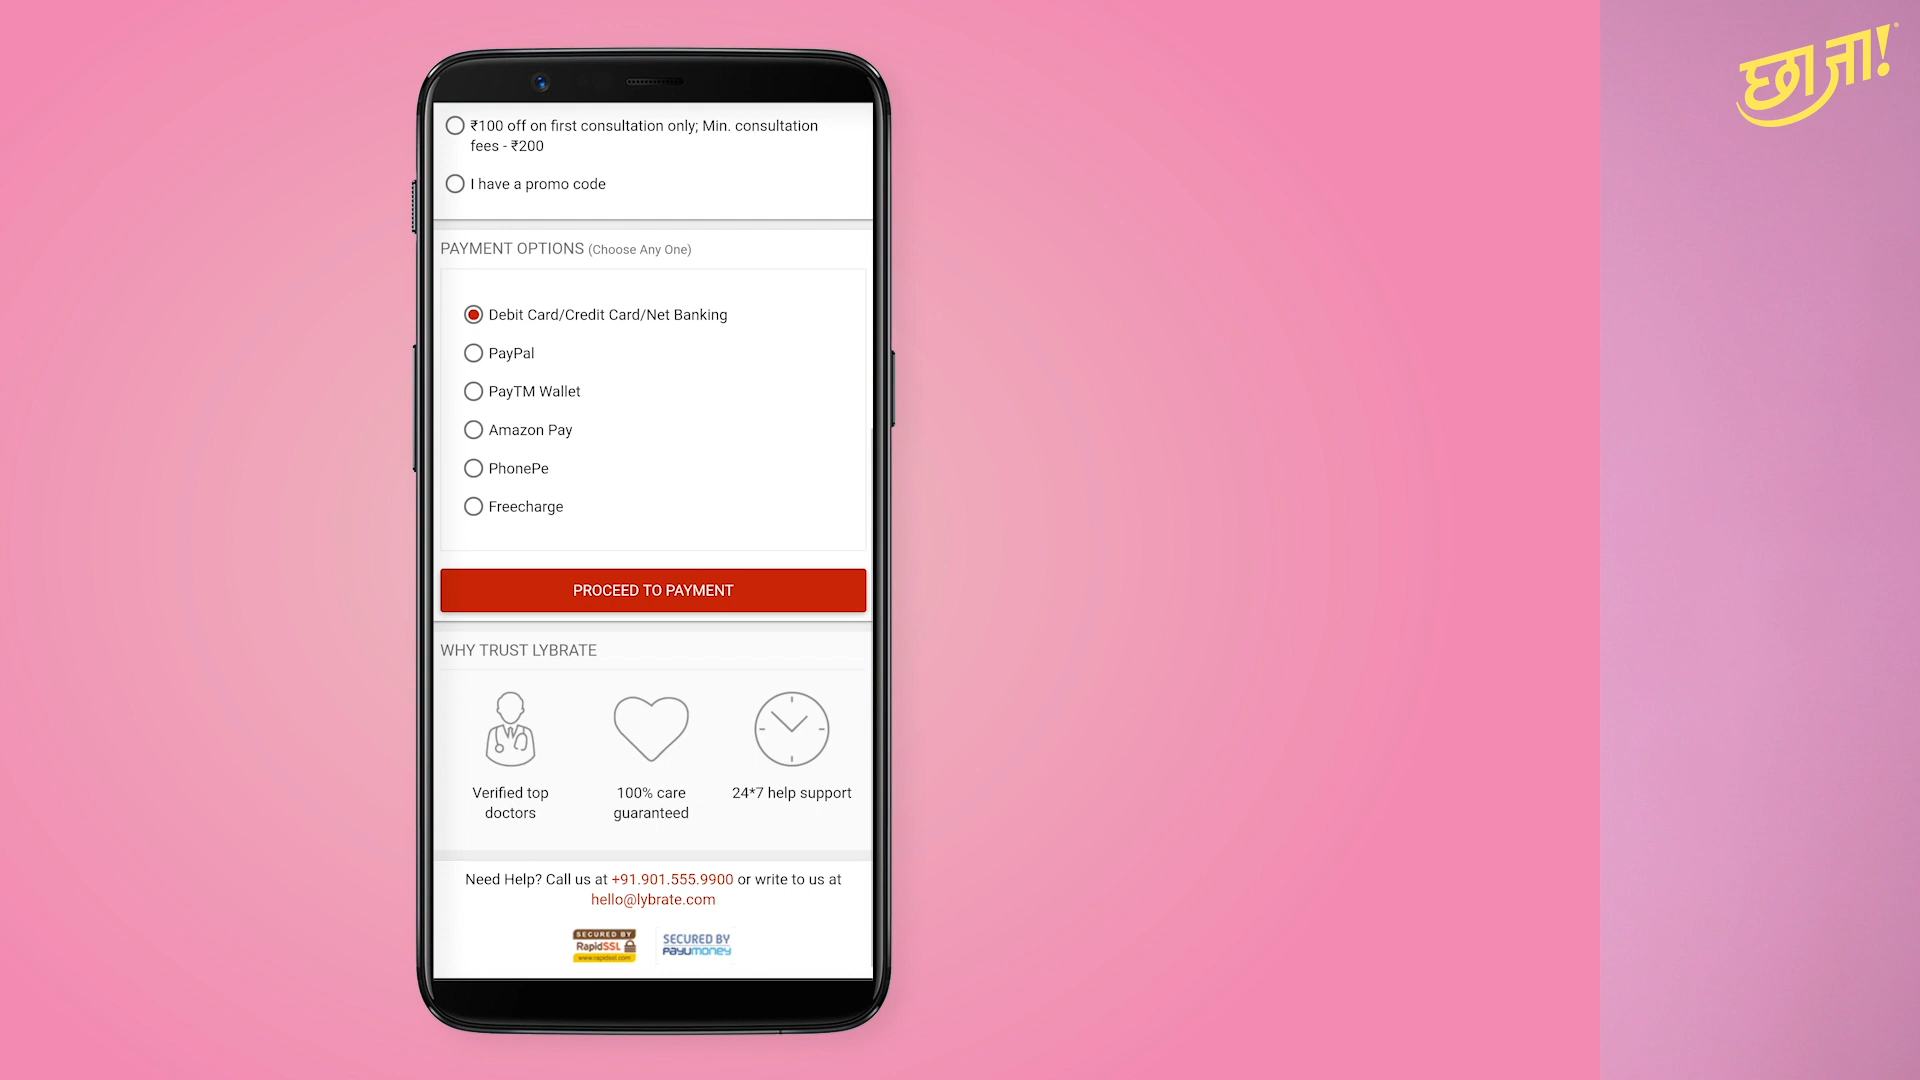 छा जा!
₹100 off on first consultation only; Min. consultation
fees - ₹200
I have a promo code
PAYMENT OPTIONS (Choose Any One)
Debit Card/Credit Card/Net Banking
PayPal
PayTM Wallet
Amazon Pay
PhonePe
Freecharge
PROCEED TO PAYMENT
WHY TRUST LYBRATE
Verified top
doctors
100% care
guaranteed
24*7 help support
Need Help? Call us at +91.901.555.9900 or write to us at
hello@lybrate.com
SECURED BY
RapidSSL
www.rapidssl.com
SECURED BY
PayUmoney